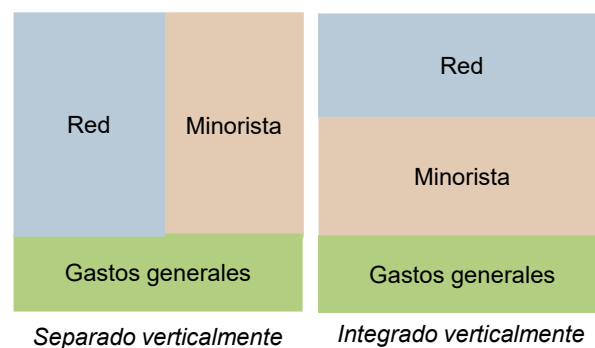 Red
Minorista
Gastos generales
Separado verticalmente
Red
Minorista
Gastos generales
Integrado verticalmente